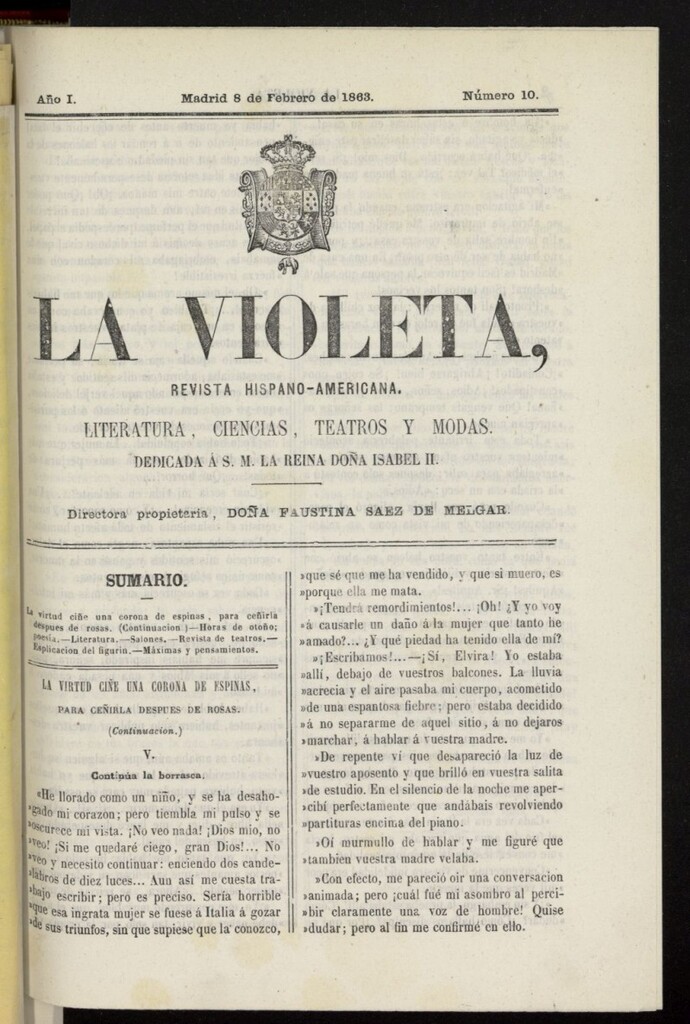 Año I.
Madrid 8 de Febrero de 1863.
Número 10.
LA VIOLETA,
REVISTA HISPANO-AMERICANA.
LITERATURA, CIENCIAS, TEATROS Y MODAS.
DEDICADA Á S. M. LA REINA DOÑA ISABEL II.
Directora propietaria, DOÑA FAUSTINA SAEZ DE MELGAR.
SUMARIO.
La virtud ciñe una corona de espinas, para ceñirla
despues de rosas. (Continuacion)—Horas de otoño;
poesía.—Literatura.—Salones.—Revista de teatros.—
Esplicacion del figurin.—Máximas y pensamientos.
LA VIRTUD CIÑE UNA CORONA DE ESPINAS,
PARA CEÑIRLA DESPUES DE ROSAS.
(Continuacion.)
V.
Continúa la borrasca.
«He llorado como un niño, y se ha desaho-
»gado mi corazon; pero tiembla mi pulso y se
»oscurece mi vista. ¡No veo nada! ¡Dios mio, no
»veo! ¡Si me quedaré ciego, gran Dios!... No
»veo y necesito continuar: enciendo dos cande-
»labros de diez luces... Aun así me cuesta tra-
»bajo escribir; pero es preciso. Sería horrible
»que esa ingrata mujer se fuese á Italia á gozar
»de sus triunfos, sin que supiese que la conozco,
»que sé que me ha vendido, y que si muero, es
»porque ella me mata.
»¡Tendrá remordimientos!... ¡Oh! ¿Y yo voy
»á causarle un daño á la mujer que tanto he
»amado?... ¿Y qué piedad ha tenido ella de mí?
»¡Escribamos!...—¡Sí, Elvira! Yo estaba
»allí, debajo de vuestros balcones. La lluvia
»acrecia y el aire pasaba mi cuerpo, acometido
»de una espantosa fiebre; pero estaba decidido
»á no separarme de aquel sitio, á no dejaros
»marchar, á hablar á vuestra madre.
»De repente ví que desapareció la luz de
»vuestro aposento y que brilló en vuestra salita
»de estudio. En el silencio de la noche me aper-
»cibí perfectamente que andábais revolviendo
»partituras encima del piano.
»Oí murmullo de hablar y me figuré que
»tambien vuestra madre velaba.
»Con efecto, me pareció oir una conversacion
»animada; pero ¡cuál fué mi asombro al perci-
»bir claramente una voz de hombre! Quise
»dudar; pero al fin me confirmé en ello.